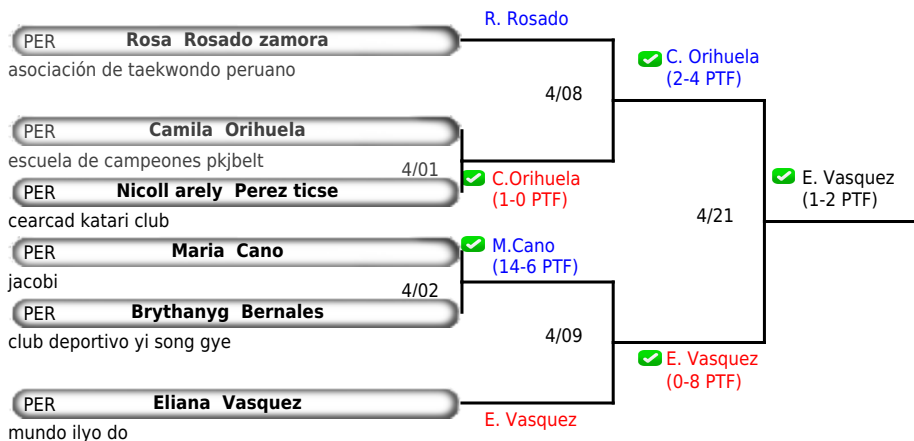 R. Rosado
PER Rosa Rosado zamora
asociación de taekwondo peruano
C. Orihuela
(2-4 PTF)
4/08
PER Camila Orihuela
escuela de campeones pkjbelt
4/01
PER Nicoll arely Perez ticse
C.Orihuela
(1-0 PTF)
cearcad katari club
E. Vasquez
(1-2 PTF)
4/21
PER Maria Cano
M.Cano
(14-6 PTF)
jacobi
4/02
PER Brythanyg Bernales
club deportivo yi song gye
4/09
E. Vasquez
(0-8 PTF)
PER Eliana Vasquez
E. Vasquez
mundo ilyo do